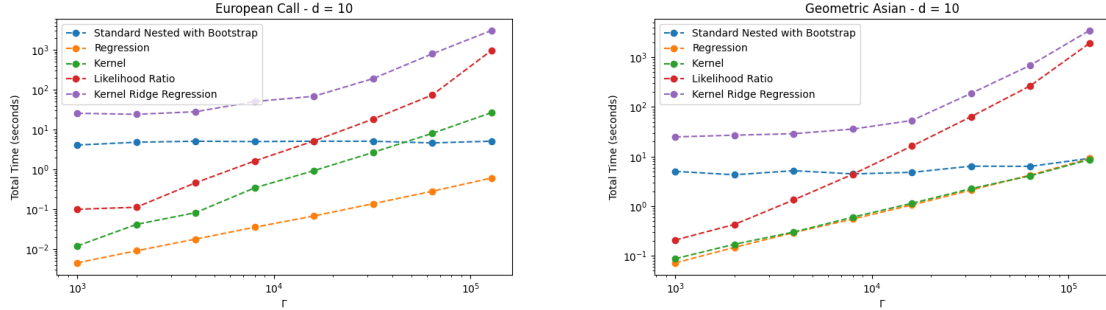 European Call - d = 10
Standard Nested with Bootstrap
Regression
Kernel
Likelihood Ratio
Kernel Ridge Regression
Total Time (seconds)
10³
10²
10¹
10⁰
10⁻¹
10⁻²
10³
10⁴
10⁵
Γ
Geometric Asian - d = 10
Standard Nested with Bootstrap
Regression
Kernel
Likelihood Ratio
Kernel Ridge Regression
Total Time (seconds)
10³
10²
10¹
10⁰
10⁻¹
10³
10⁴
10⁵
Γ